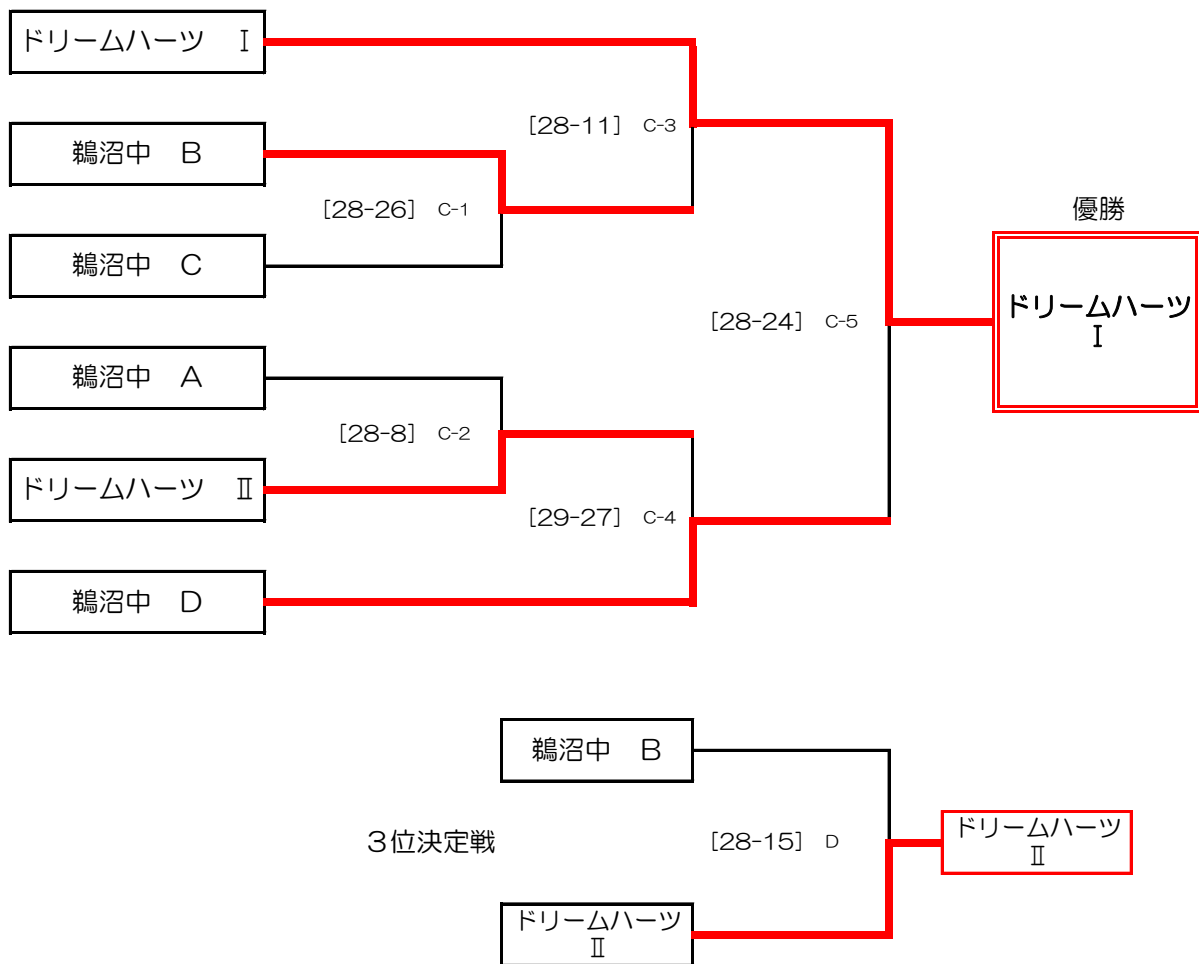 ドリームハーツ　Ⅰ
[28-11] C-3
鵜沼中　B
[28-26] C-1
優勝
鵜沼中　C
ドリームハーツ
Ⅰ
[28-24] C-5
鵜沼中　A
[28-8] C-2
ドリームハーツ　Ⅱ
[29-27] C-4
鵜沼中　D
鵜沼中　B
３位決定戦
[28-15] D
ドリームハーツ
Ⅱ
ドリームハーツ
Ⅱ